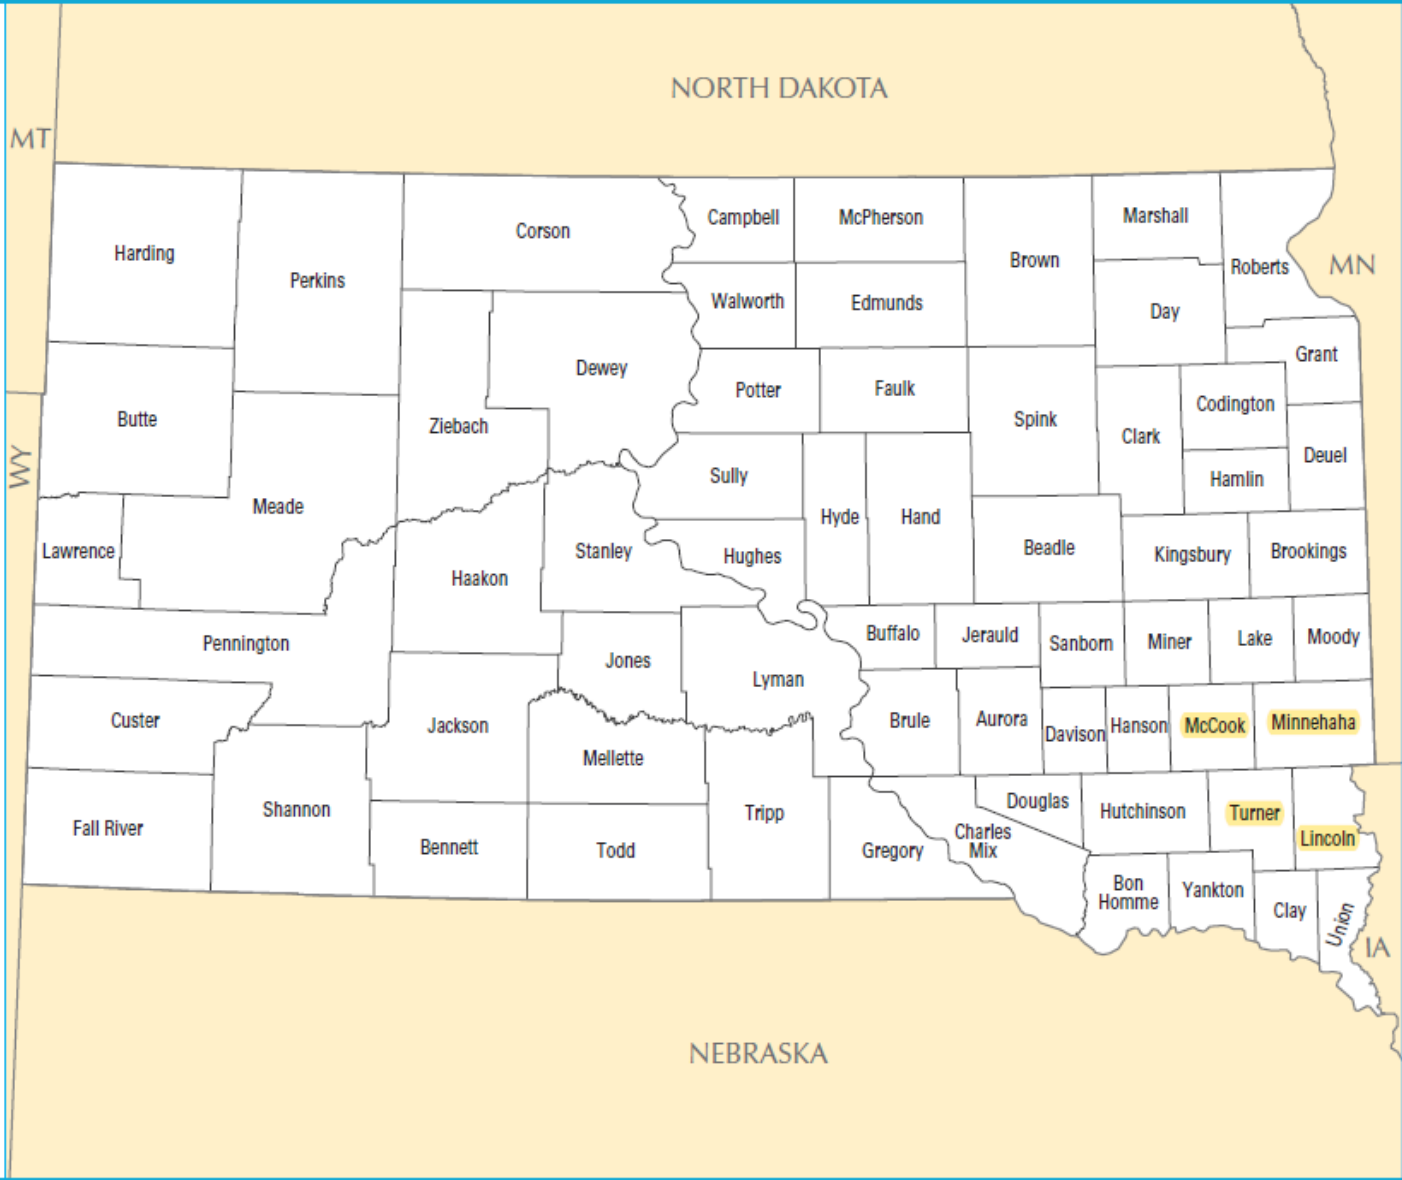 NORTH DAKOTA
MT
Harding
Perkins
Corson
Campbell
McPherson
Brown
Marshall
Roberts
MN
Walworth
Edmunds
Day
Butte
Ziebach
Dewey
Potter
Faulk
Spink
Clark
Codington
Grant
Deuel
Hamlin
WY
Meade
Lawrence
Sully
Hyde
Hand
Haakon
Stanley
Hughes
Beadle
Kingsbury
Brookings
Pennington
Jones
Lyman
Buffalo
Jerauld
Sanborn
Miner
Lake
Moody
Custer
Jackson
Brule
Aurora
Davison
Hanson
McCook
Minnehaha
Mellette
Fall River
Shannon
Bennett
Todd
Tripp
Gregory
Charles
Mix
Douglas
Hutchinson
Turner
Lincoln
Bon
Homme
Yankton
Clay
Union
IA
NEBRASKA